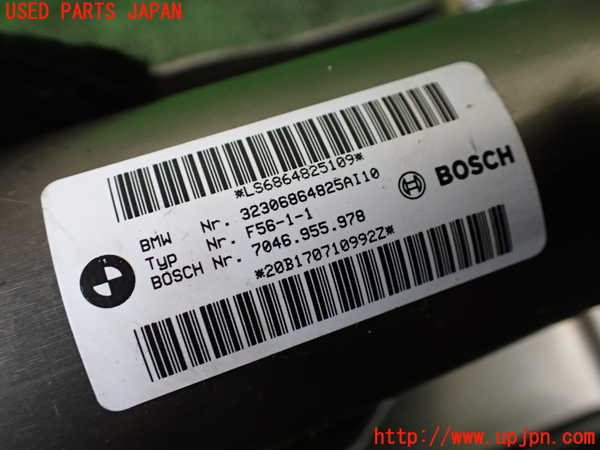 USED PARTS JAPAN
*LS6864825109*
BMW Nr. 32306864825AI10
Typ Nr. F56-1-1
BOSCH Nr. 7046.955.978
BOSCH
*20B170710992Z*
http://www.upjpn.com/